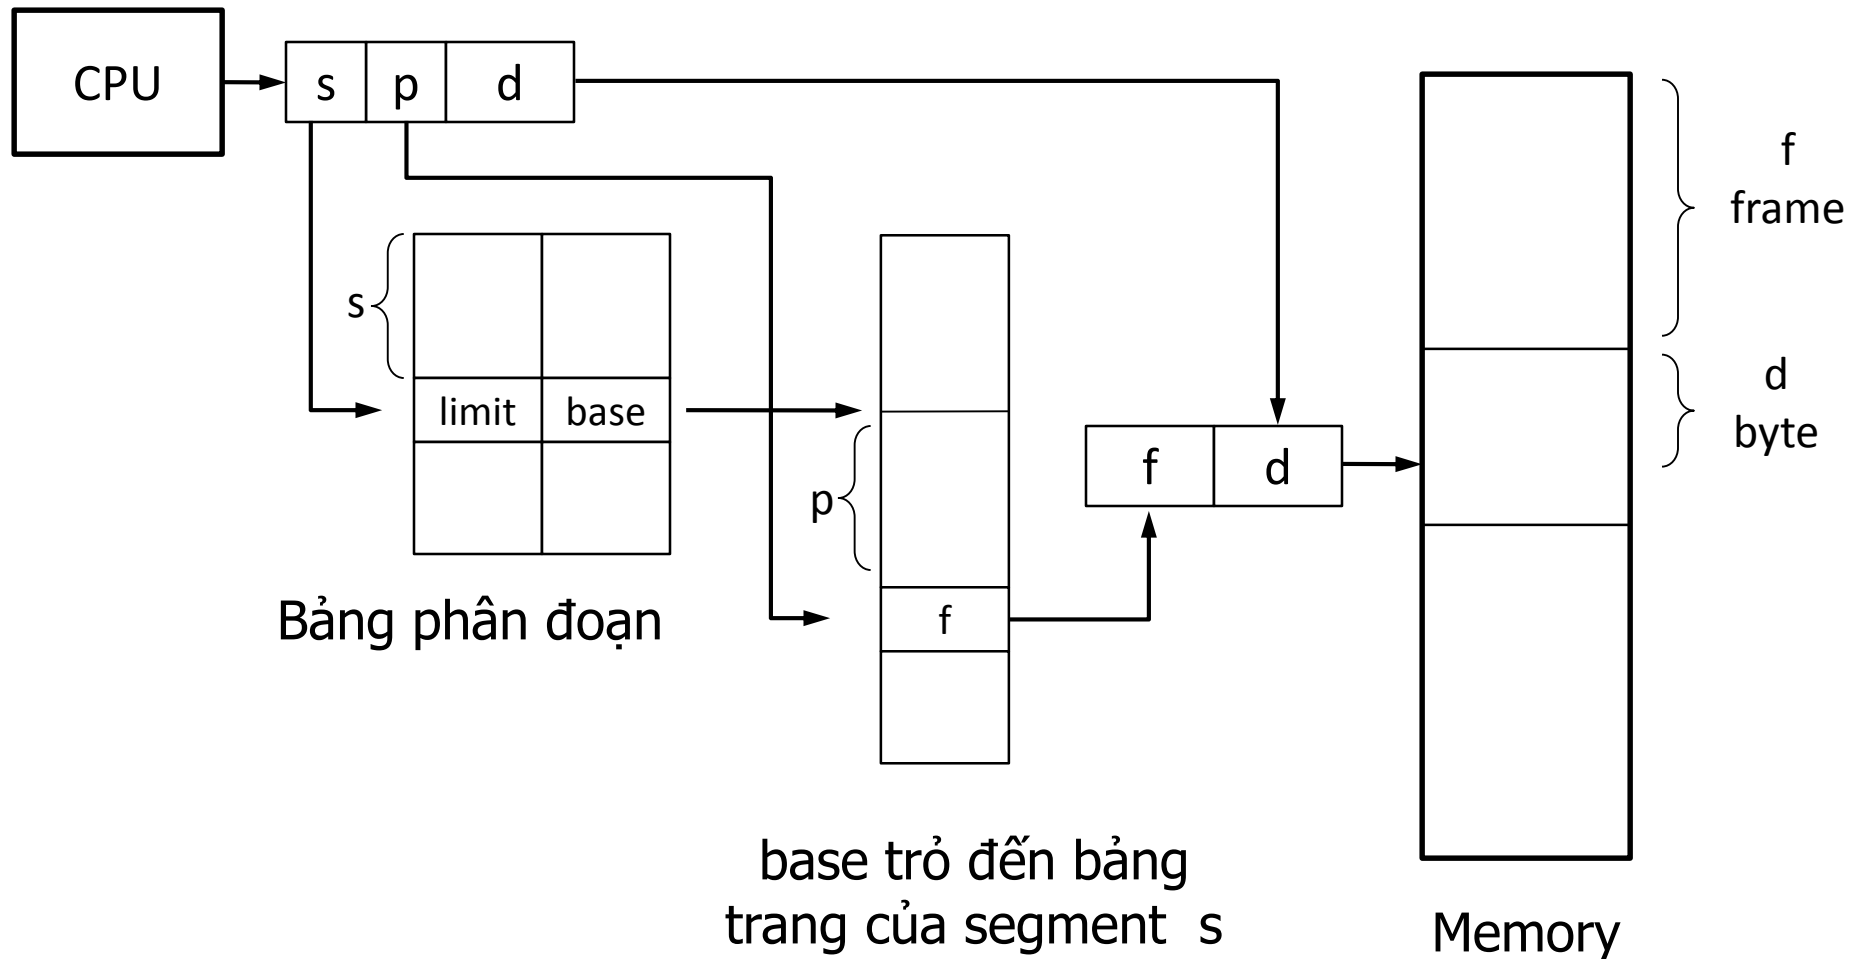 CPU
s
p
d
s
limit
base
Bảng phân đoạn
p
f
base trỏ đến bảng
trang của segment s
f
d
f
frame
d
byte
Memory